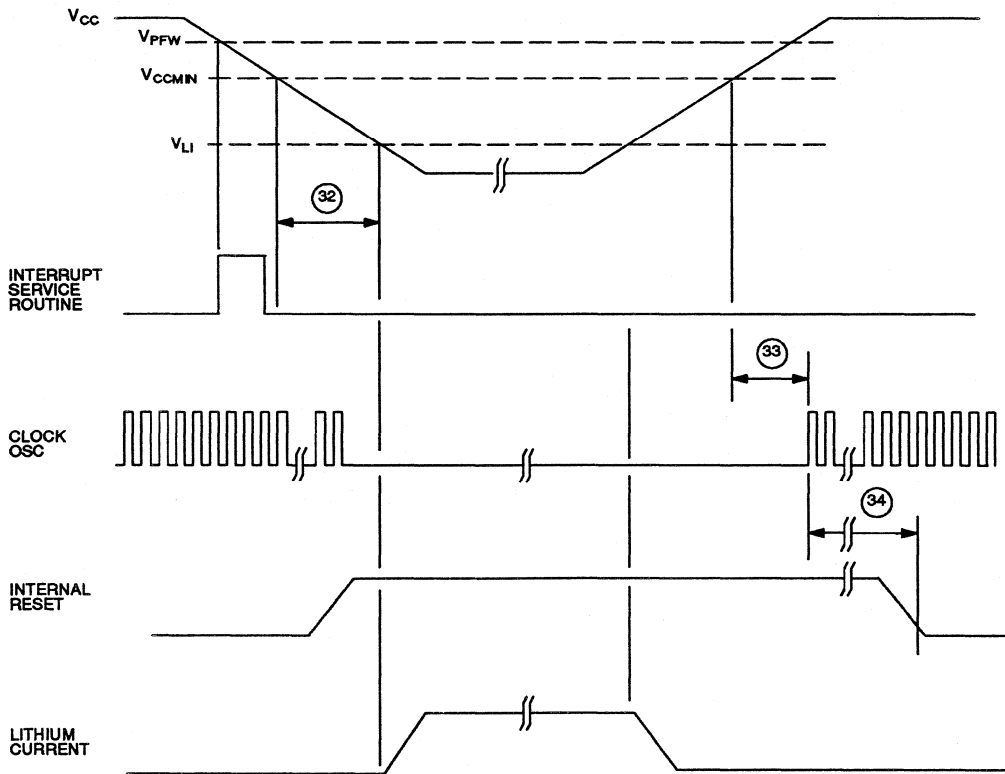 VCC
VPFW
VCCMIN
VLI
32
INTERRUPT
SERVICE
ROUTINE
33
CLOCK
OSC
34
INTERNAL
RESET
LITHIUM
CURRENT